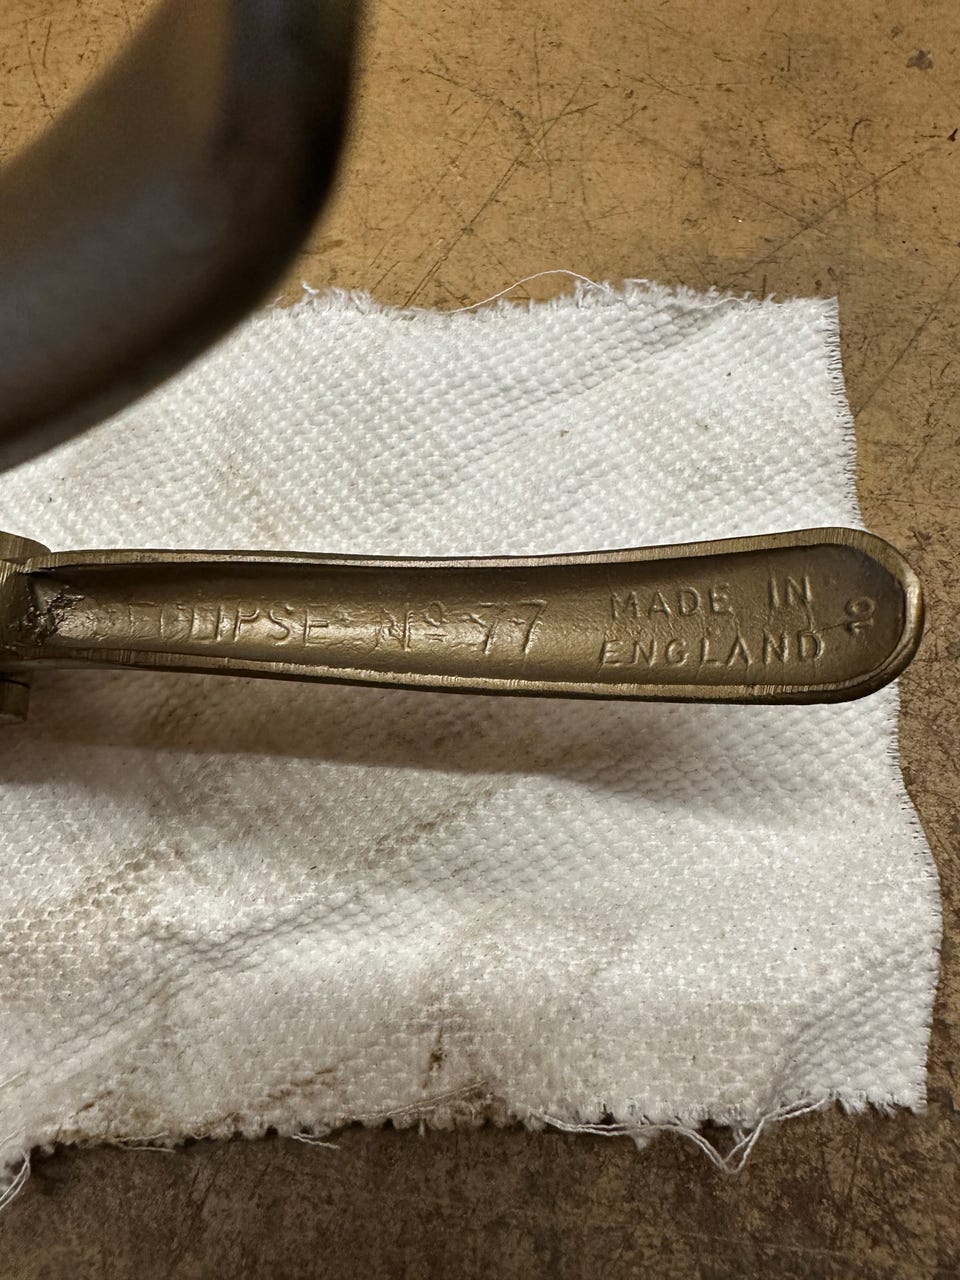 ECLIPSE Nº 77
MADE IN
ENGLAND
10